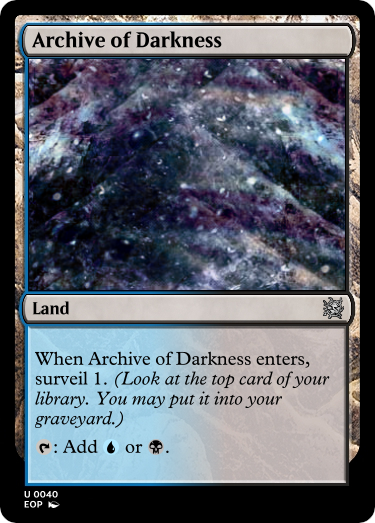 Archive of Darkness
Land
When Archive of Darkness enters,
surveil 1. (Look at the top card of your
library. You may put it into your
graveyard.)
: Add or .
U 0040
EOP